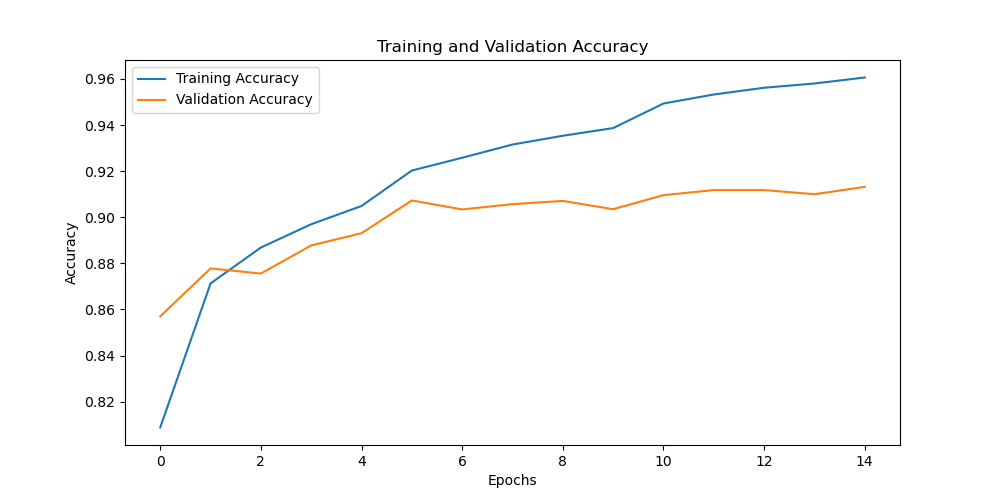 Training and Validation Accuracy
Training Accuracy
Validation Accuracy
0.96
0.94
0.92
0.90
0.88
0.86
0.84
0.82
Accuracy
0 2 4 6 8 10 12 14
Epochs